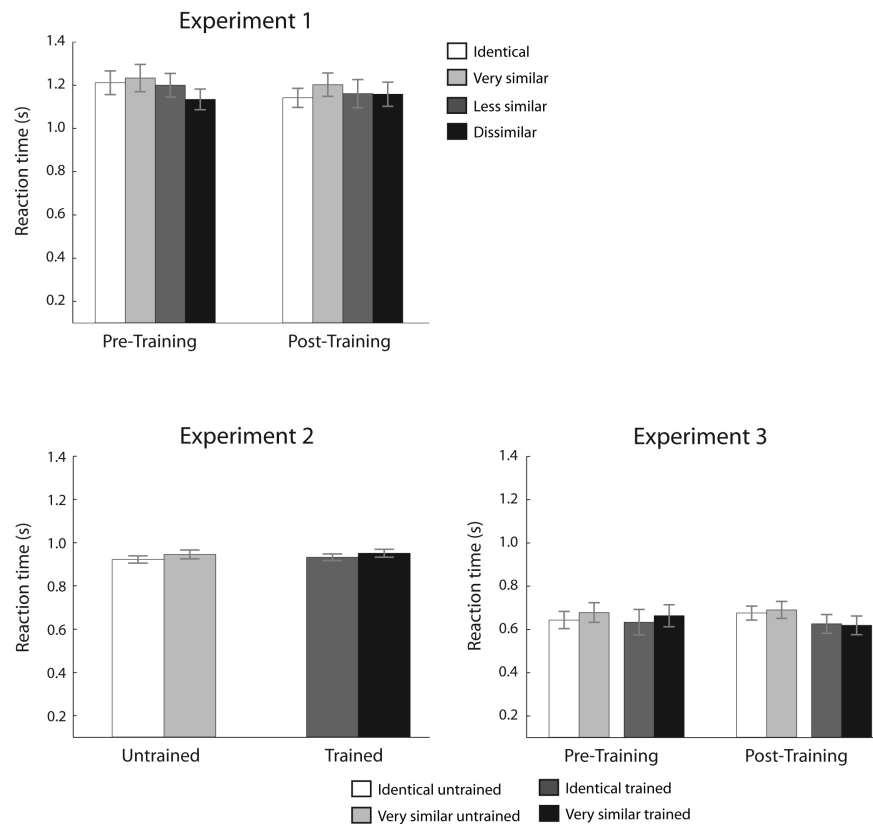 Experiment 1
Reaction time (s)
1.4
1.2
1.0
0.8
0.6
0.4
0.2
Pre-Training
Post-Training
Identical
Very similar
Less similar
Dissimilar
Experiment 2
Reaction time (s)
1.4
1.2
1.0
0.8
0.6
0.4
0.2
Untrained
Trained
Experiment 3
Reaction time (s)
1.4
1.2
1.0
0.8
0.6
0.4
0.2
Pre-Training
Post-Training
Identical untrained
Very similar untrained
Identical trained
Very similar trained